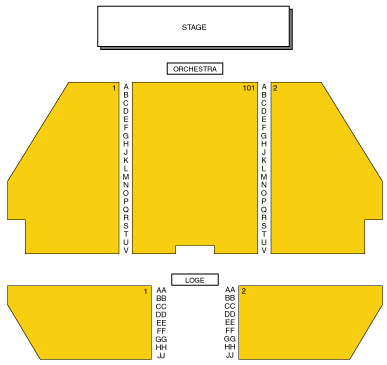 STAGE
ORCHESTRA
1 A 101 A 2
B B
C C
D D
E E
F F
G G
H H
J J
K K
L L
M M
N N
O O
P P
Q Q
R R
S S
T T
U U
V V
LOGE
1 AA AA 2
BB BB
CC CC
DD DD
EE EE
FF FF
GG GG
HH HH
JJ JJ